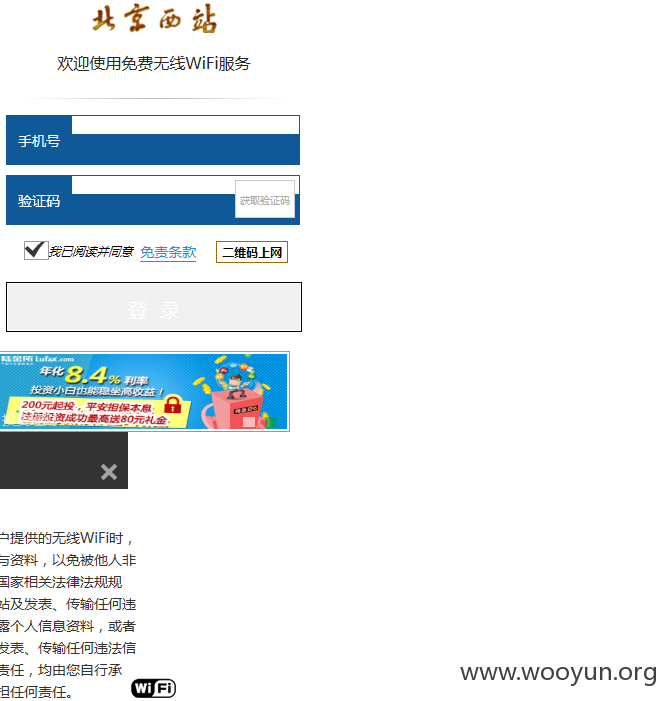 北京西站
欢迎使用免费无线WiFi服务
手机号
验证码
获取验证码
我已阅读并同意 免责条款 二维码上网
登 录
陆金所 Lufax.com
年化8.4%利率
投资小白也能稳坐高收益！
200元起投，平安担保本息
注册投资成功最高送80元礼金
户提供的无线WiFi时，
与资料，以免被他人非
国家相关法律法规规
站及发表、传输任何违
露个人信息资料，或者
发表、传输任何违法信
责任，均由您自行承
担任何责任。
WiFi
www.wooyun.org